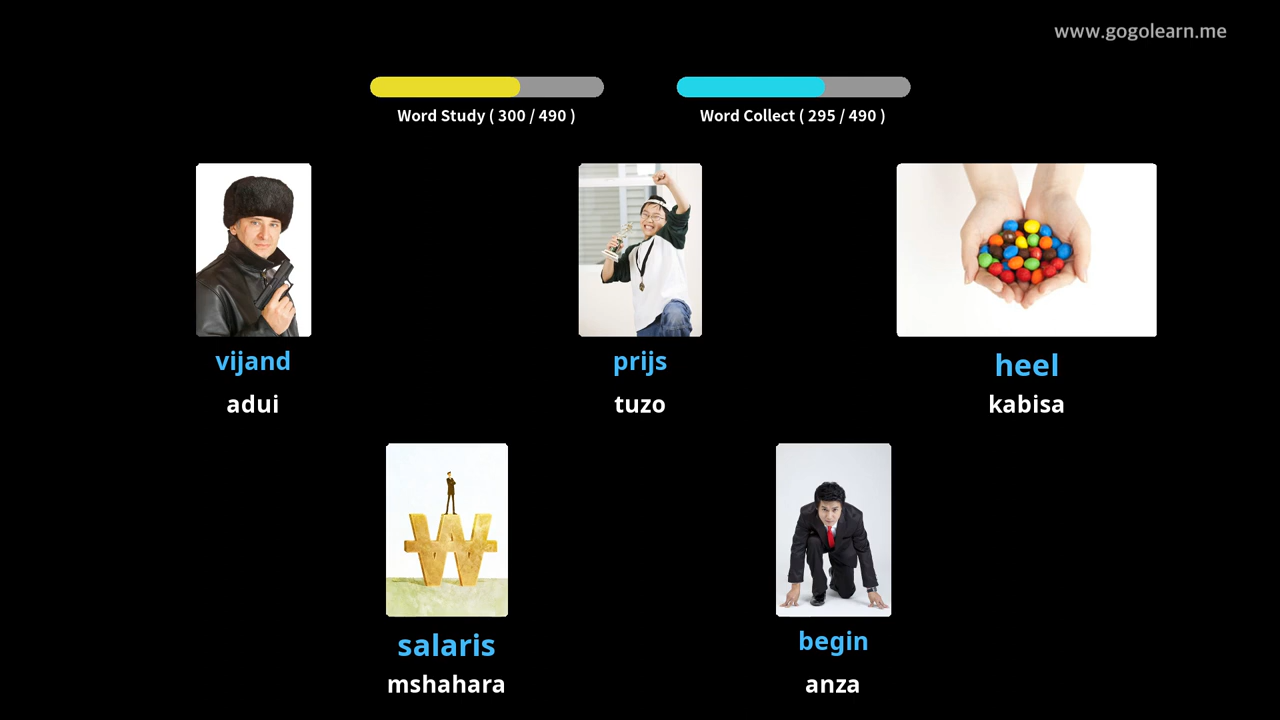 www.gogolearn.me
Word Study ( 300 / 490 )
Word Collect ( 295 / 490 )
vijand
adui
prijs
tuzo
heel
kabisa
salaris
mshahara
begin
anza